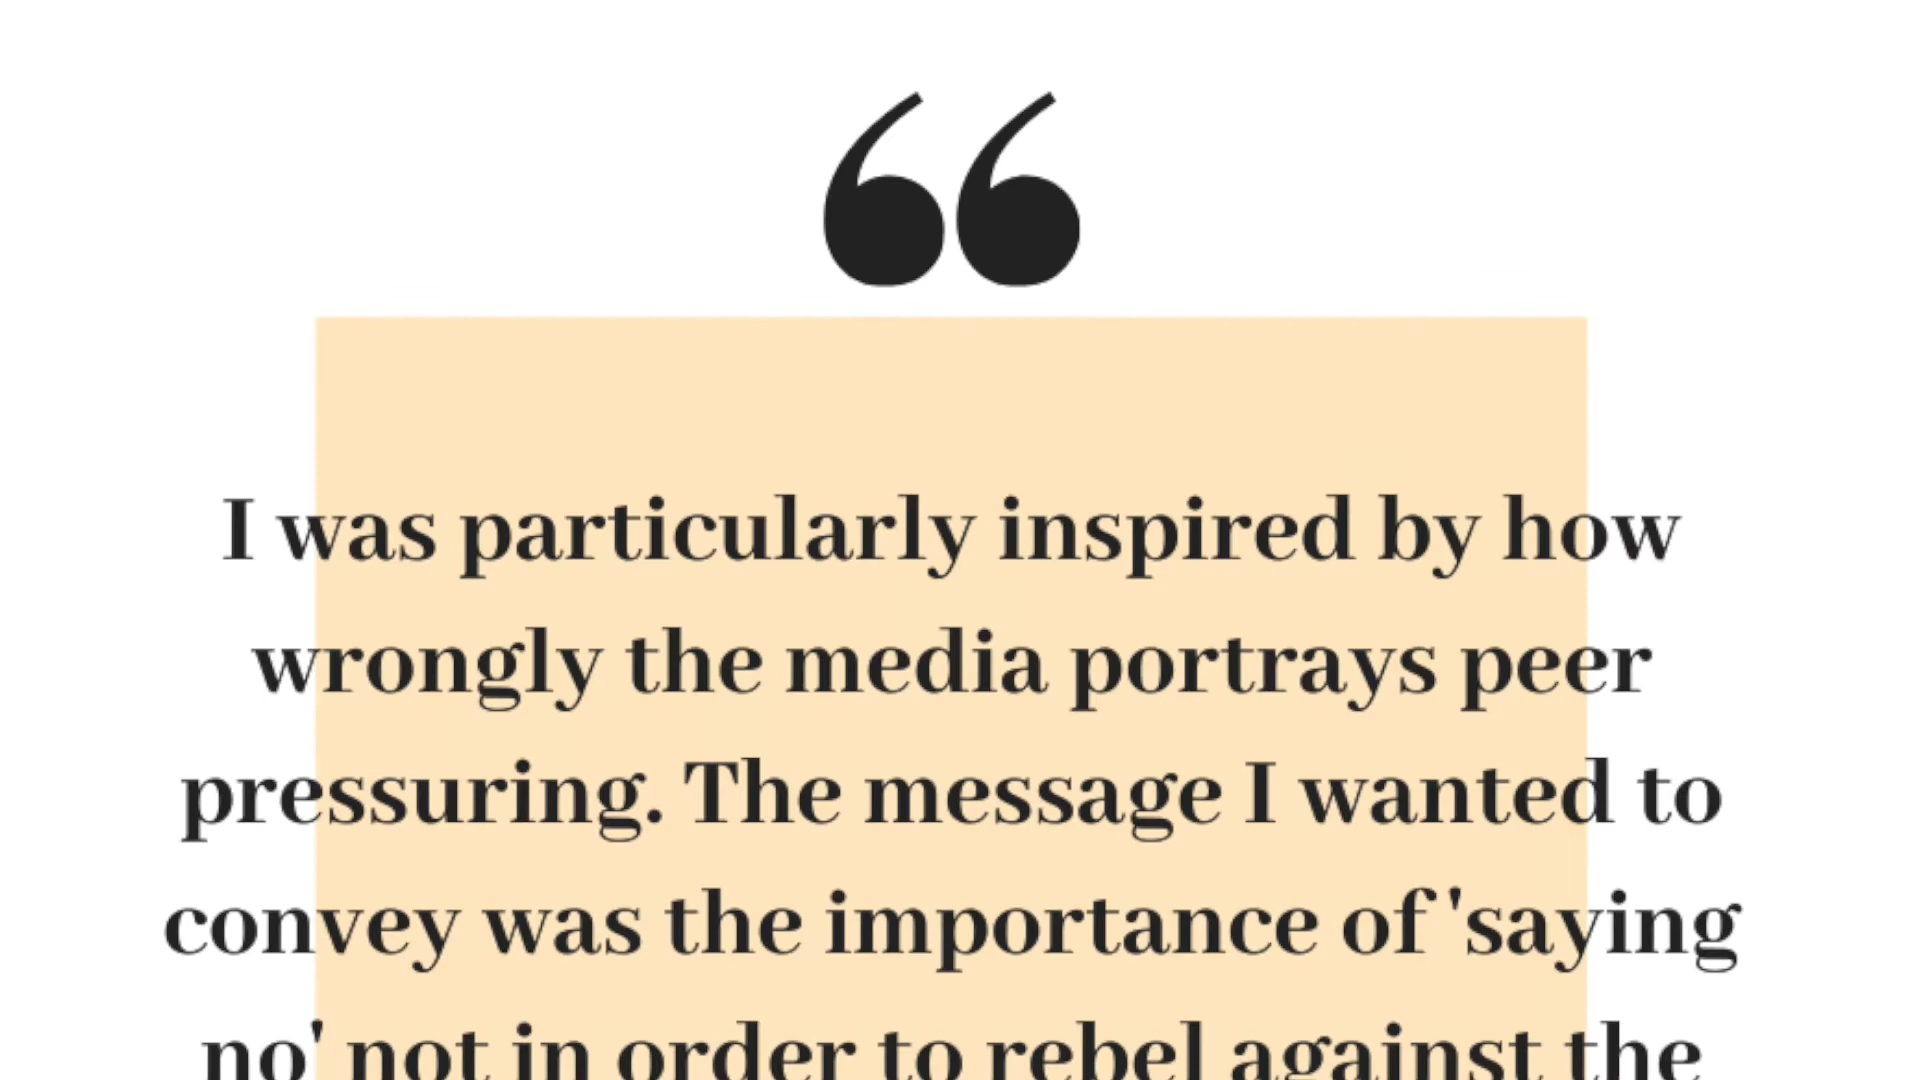 “
I was particularly inspired by how
wrongly the media portrays peer
pressuring. The message I wanted to
convey was the importance of 'saying
no' not in order to rebel against the